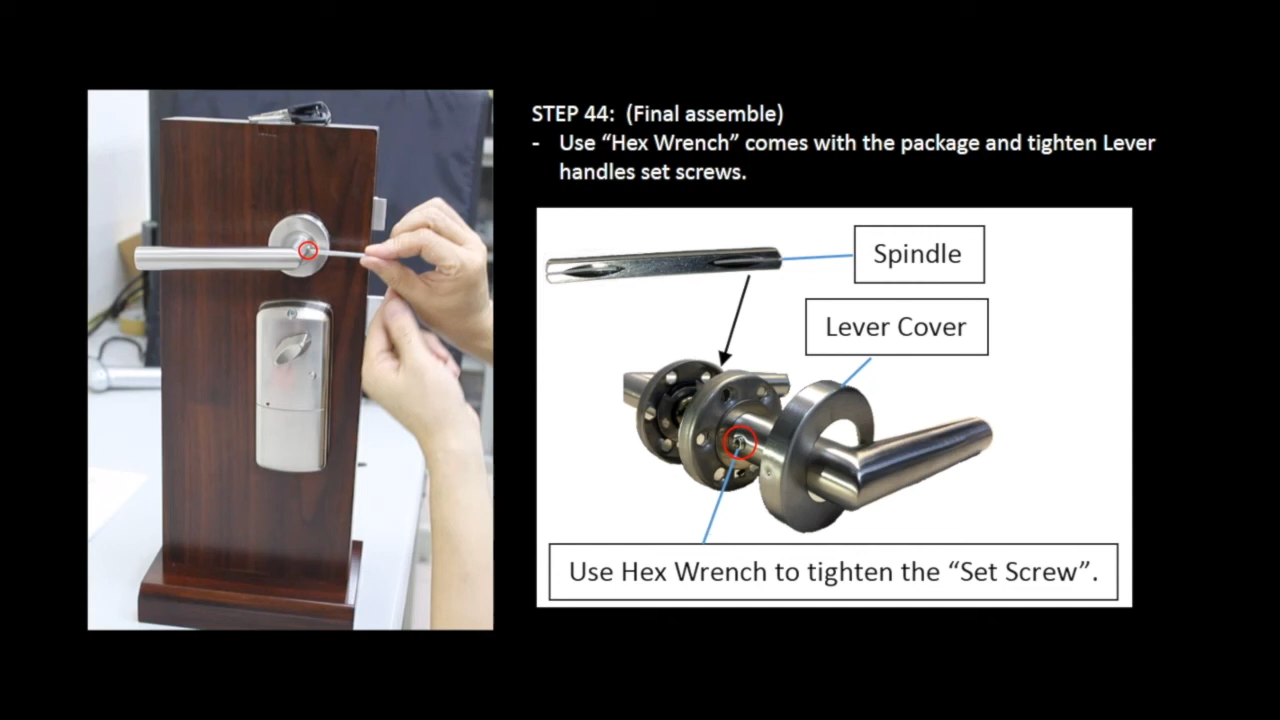 STEP 44:  (Final assemble)
- Use “Hex Wrench” comes with the package and tighten Lever
handles set screws.
Spindle
Lever Cover
Use Hex Wrench to tighten the “Set Screw”.